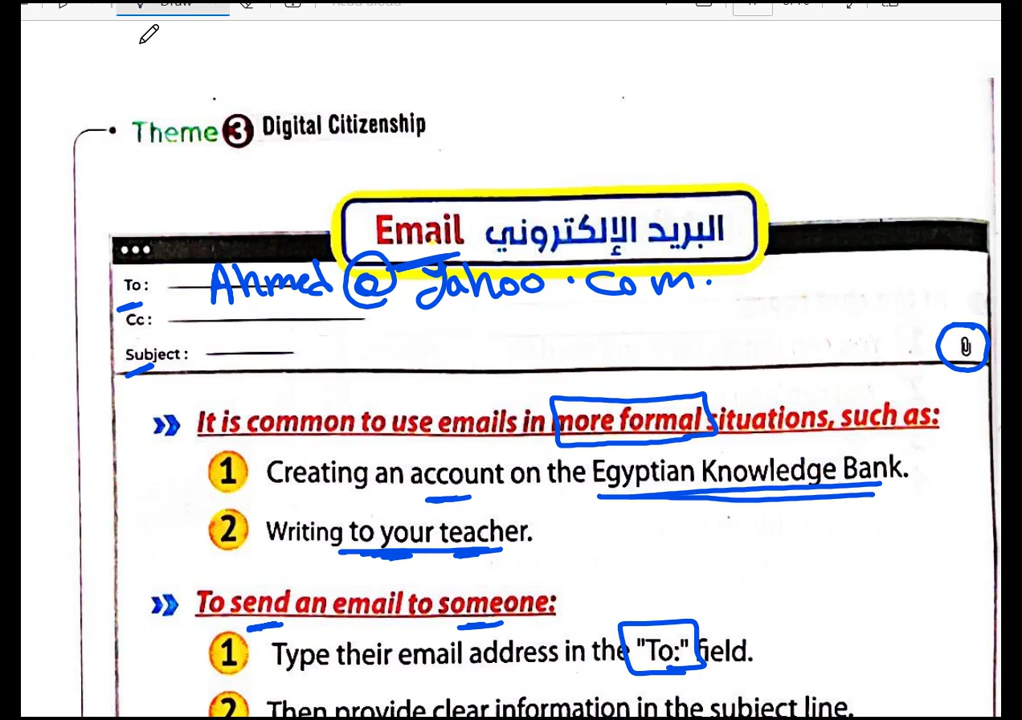 Draw
Read aloud
Theme 3 Digital Citizenship
Email البريد الإلكتروني
To: Ahmed@yahoo.com.
Cc:
Subject:
It is common to use emails in more formal situations, such as:
1 Creating an account on the Egyptian Knowledge Bank.
2 Writing to your teacher.
To send an email to someone:
1 Type their email address in the "To:" field.
2 Then provide clear information in the subject line.